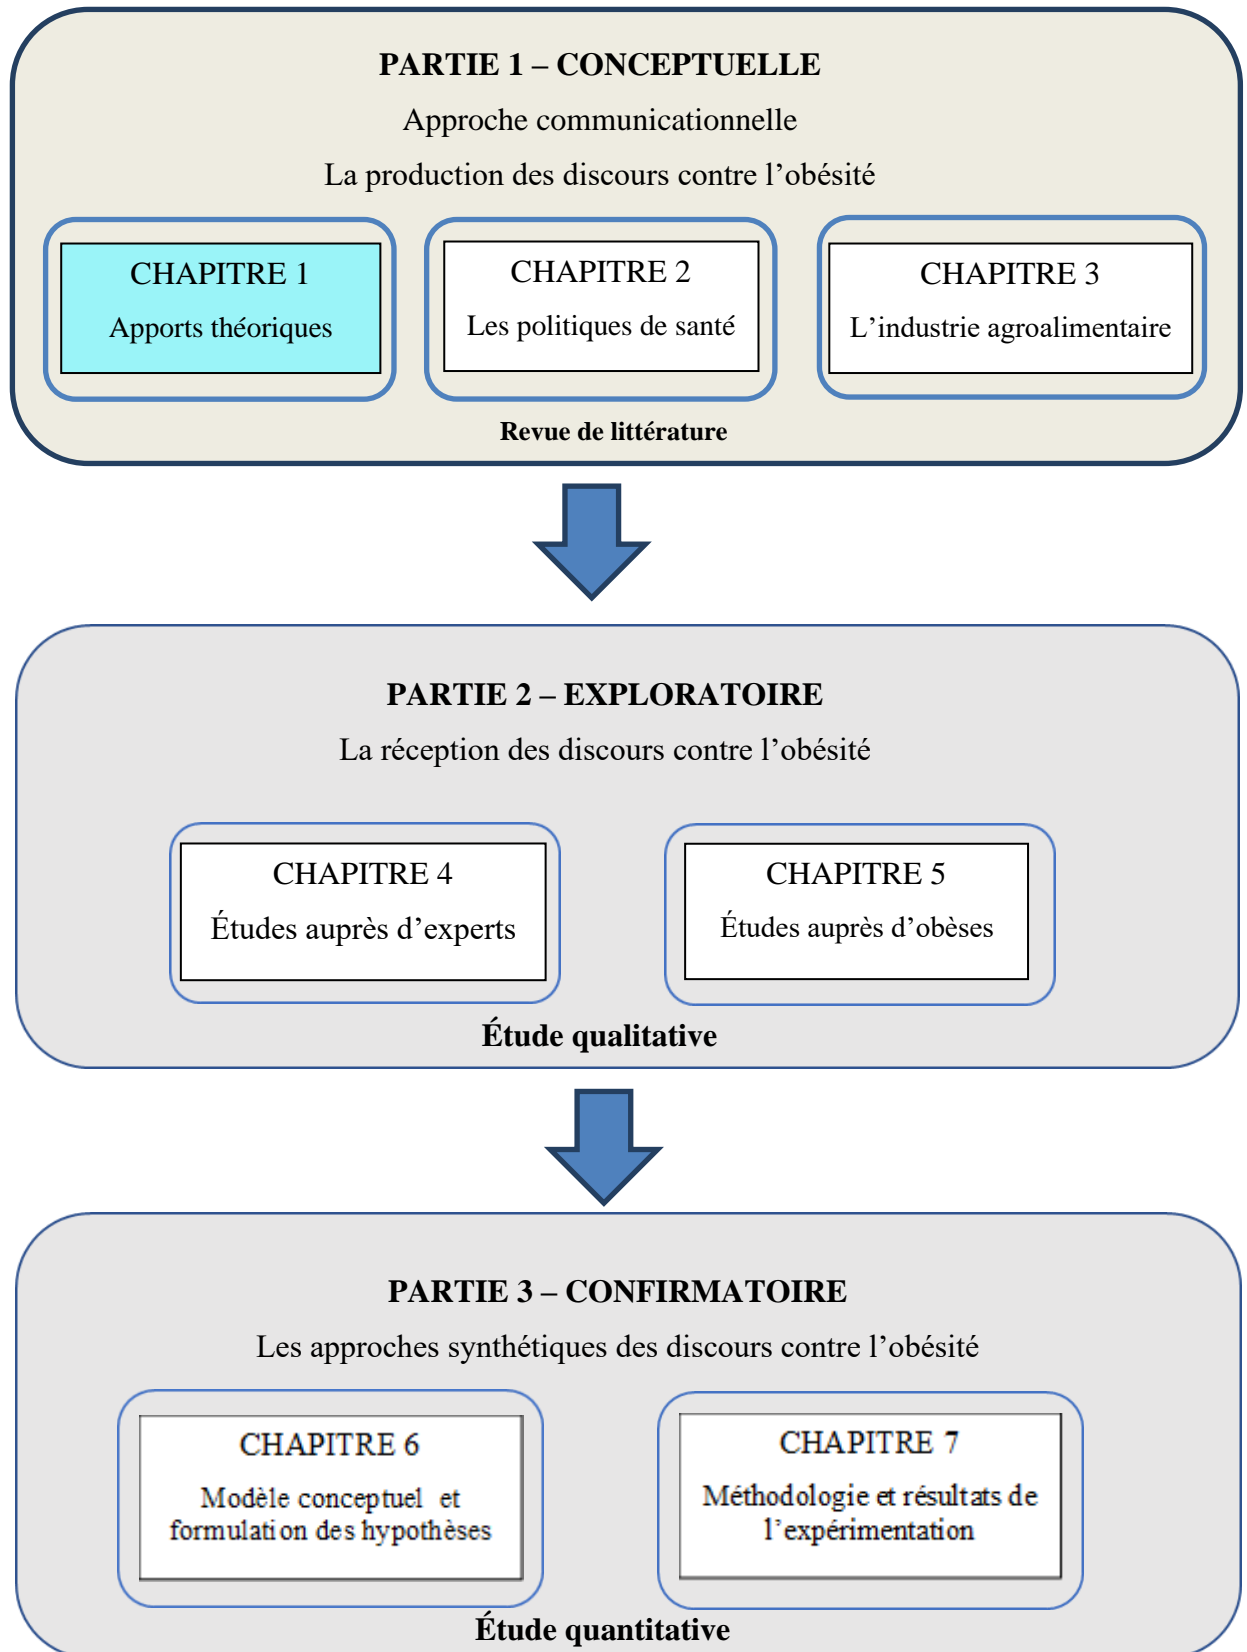 PARTIE 1 – CONCEPTUELLE
Approche communicationnelle
La production des discours contre l’obésité
CHAPITRE 1
Apports théoriques
CHAPITRE 2
Les politiques de santé
CHAPITRE 3
L’industrie agroalimentaire
Revue de littérature
PARTIE 2 – EXPLORATOIRE
La réception des discours contre l’obésité
CHAPITRE 4
Études auprès d’experts
CHAPITRE 5
Études auprès d’obèses
Étude qualitative
PARTIE 3 – CONFIRMATOIRE
Les approches synthétiques des discours contre l’obésité
CHAPITRE 6
Modèle conceptuel et
formulation des hypothèses
CHAPITRE 7
Méthodologie et résultats de
l’expérimentation
Étude quantitative